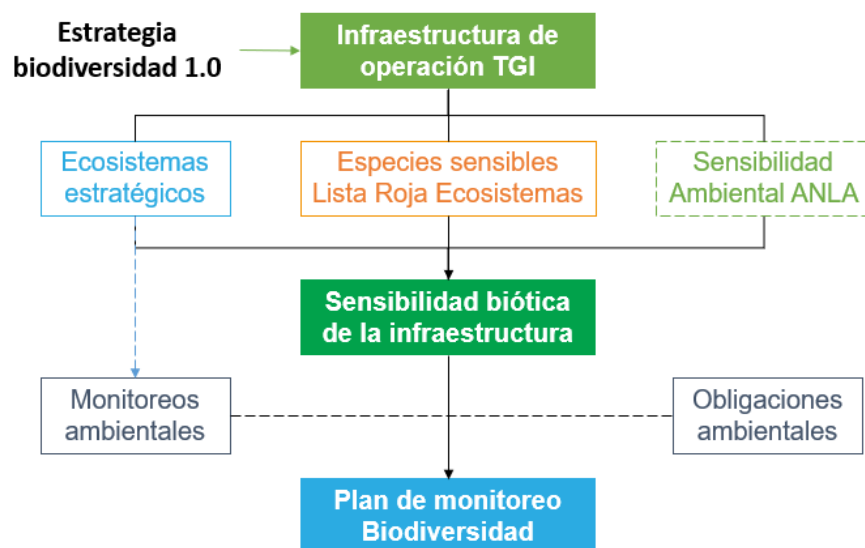 Estrategia
biodiversidad 1.0
Infraestructura de
operación TGI
Ecosistemas
estratégicos
Especies sensibles
Lista Roja Ecosistemas
Sensibilidad
Ambiental ANLA
Sensibilidad biótica
de la infraestructura
Monitoreos
ambientales
Obligaciones
ambientales
Plan de monitoreo
Biodiversidad